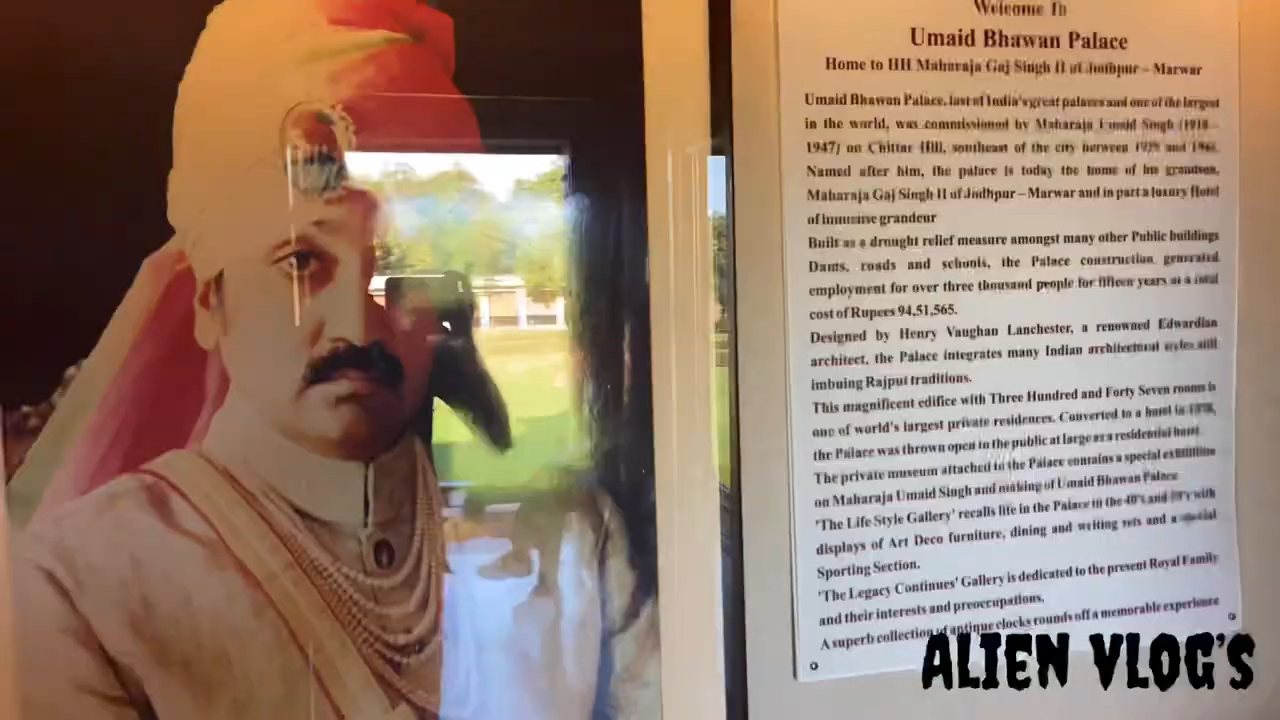 Welcome To
Umaid Bhawan Palace
Home to HH Maharaja Gaj Singh II of Jodhpur – Marwar
Umaid Bhawan Palace, last of India's great palaces and one of the largest
in the world, was commissioned by Maharaja Umaid Singh (1918 –
1947) on Chittar Hill, southeast of the city between 1929 and
Named after him, the palace is today the home of his grandson,
Maharaja Gaj Singh II of Jodhpur – Marwar and in part a luxury Hotel
of immense grandeur
Built as a drought relief measure amongst many other Public buildings
Dams, roads and schools, the Palace construction generated
employment for over three thousand people for fifteen years at a total
cost of Rupees 94,51,565.
Designed by Henry Vaughan Lanchester, a renowned Edwardian
architect, the Palace integrates many Indian architectural styles still
imbuing Rajput traditions.
This magnificent edifice with Three Hundred and Forty Seven rooms is
one of world's largest private residences. Converted to a hotel in 1978,
the Palace was thrown open to the public at large as a residential hotel.
The private museum attached to the Palace contains a special exhibition
on Maharaja Umaid Singh and making of Umaid Bhawan Palace
'The Life Style Gallery' recalls life in the Palace in the 40's and with
displays of Art Deco furniture, dining and writing sets and a special
Sporting Section.
'The Legacy Continues' Gallery is dedicated to the present Royal Family
and their interests and preoccupations.
A superb collection of antique clocks rounds off a memorable experience
ALIEN VLOG'S